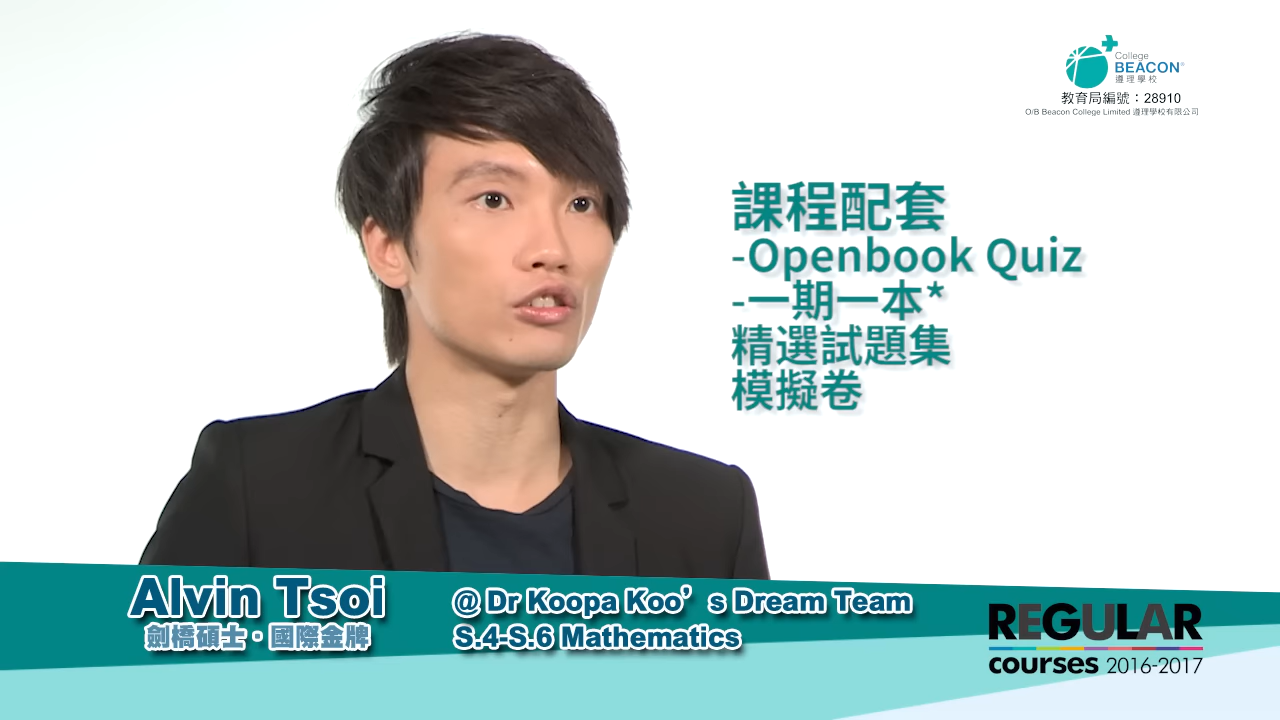 College
BEACON®
遵理學校
教育局編號：28910
O/B Beacon College Limited 遵理學校有限公司
課程配套
-Openbook Quiz
-一期一本*
精選試題集
模擬卷
Alvin Tsoi
劍橋碩士·國際金牌
@ Dr Koopa Koo’s Dream Team
S.4-S.6 Mathematics
REGULAR
courses 2016-2017